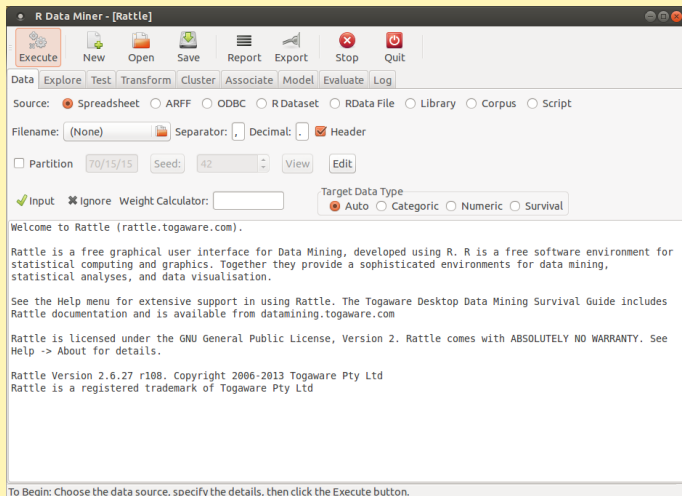 R Data Miner - [Rattle]
Execute New Open Save Report Export Stop Quit
Data Explore Test Transform Cluster Associate Model Evaluate Log
Source: Spreadsheet ARFF ODBC R Dataset RData File Library Corpus Script
Filename: (None) Separator: , Decimal: . Header
Partition 70/15/15 Seed: 42 View Edit
Input Ignore Weight Calculator:
Target Data Type
Auto Categoric Numeric Survival
Welcome to Rattle (rattle.togaware.com).
Rattle is a free graphical user interface for Data Mining, developed using R. R is a free software environment for
statistical computing and graphics. Together they provide a sophisticated environments for data mining,
statistical analyses, and data visualisation.
See the Help menu for extensive support in using Rattle. The Togaware Desktop Data Mining Survival Guide includes
Rattle documentation and is available from datamining.togaware.com
Rattle is licensed under the GNU General Public License, Version 2. Rattle comes with ABSOLUTELY NO WARRANTY. See
Help -> About for details.
Rattle Version 2.6.27 r108. Copyright 2006-2013 Togaware Pty Ltd
Rattle is a registered trademark of Togaware Pty Ltd
To Begin: Choose the data source, specify the details, then click the Execute button.